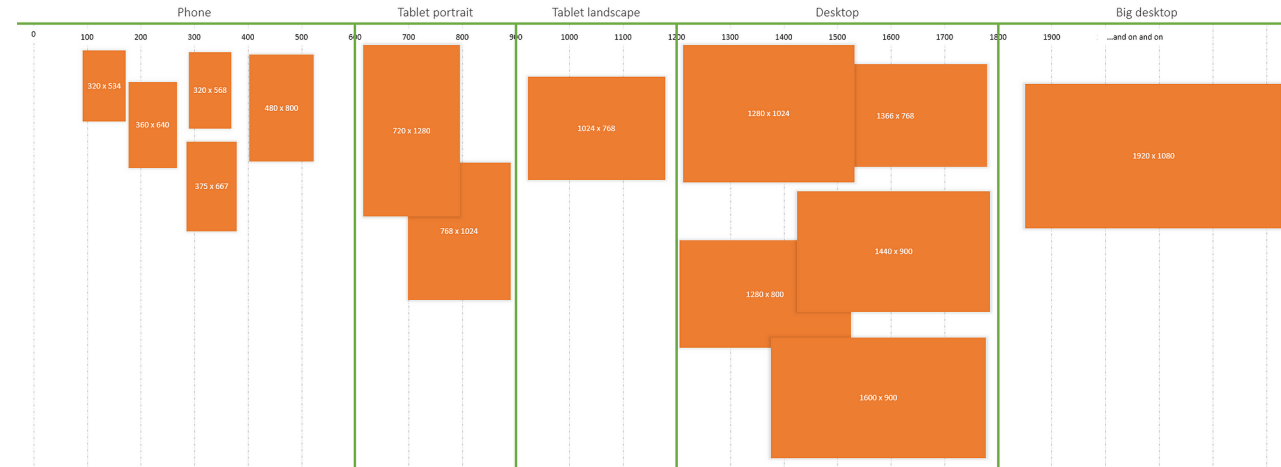 Phone
Tablet portrait
Tablet landscape
Desktop
Big desktop
0 100 200 300 400 500 600 700 800 900 1000 1100 1200 1300 1400 1500 1600 1700 1800 1900 ...and on and on
320 x 534
360 x 640
320 x 568
375 x 667
480 x 800
720 x 1280
768 x 1024
1024 x 768
1280 x 1024
1366 x 768
1440 x 900
1280 x 800
1600 x 900
1920 x 1080